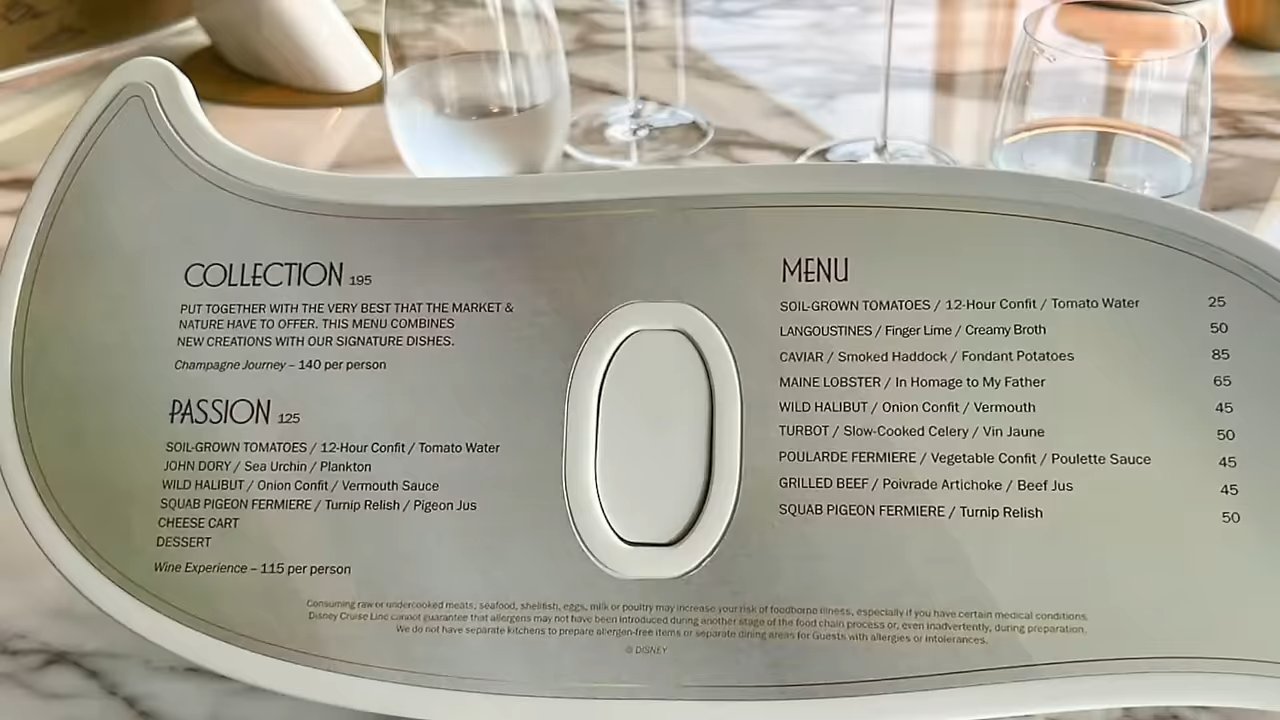 COLLECTION 195
PUT TOGETHER WITH THE VERY BEST THAT THE MARKET &
NATURE HAVE TO OFFER. THIS MENU COMBINES
NEW CREATIONS WITH OUR SIGNATURE DISHES.
Champagne Journey – 140 per person
PASSION 125
SOIL-GROWN TOMATOES / 12-Hour Confit / Tomato Water
JOHN DORY / Sea Urchin / Plankton
WILD HALIBUT / Onion Confit / Vermouth Sauce
SQUAB PIGEON FERMIERE / Turnip Relish / Pigeon Jus
CHEESE CART
DESSERT
Wine Experience – 115 per person
MENU
SOIL-GROWN TOMATOES / 12-Hour Confit / Tomato Water 25
LANGOUSTINES / Finger Lime / Creamy Broth 50
CAVIAR / Smoked Haddock / Fondant Potatoes 85
MAINE LOBSTER / In Homage to My Father 65
WILD HALIBUT / Onion Confit / Vermouth 45
TURBOT / Slow-Cooked Celery / Vin Jaune 50
POULARDE FERMIERE / Vegetable Confit / Poulette Sauce 45
GRILLED BEEF / Poivrade Artichoke / Beef Jus 45
SQUAB PIGEON FERMIERE / Turnip Relish 50
Consuming raw or undercooked meats, seafood, shellfish, eggs, milk or poultry may increase your risk of foodborne illness, especially if you have certain medical conditions.
Disney Cruise Line cannot guarantee that allergens may not have been introduced during another stage of the food chain process or, even inadvertently, during preparation.
We do not have separate kitchens to prepare allergen-free items or separate dining areas for Guests with allergies or intolerances.
© DISNEY